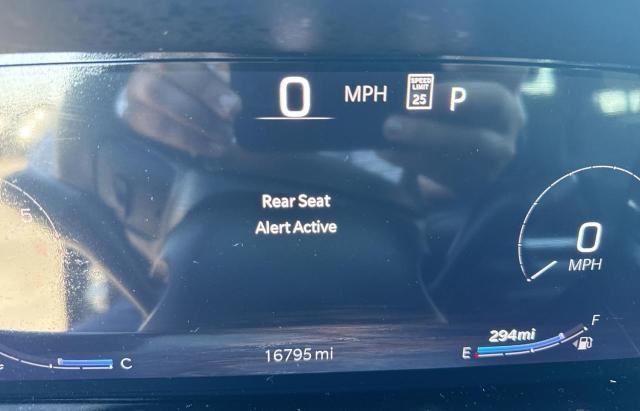 0 MPH SPEED LIMIT 25 P
Rear Seat
Alert Active
5
0
MPH
294mi
F
E
C
16795 mi